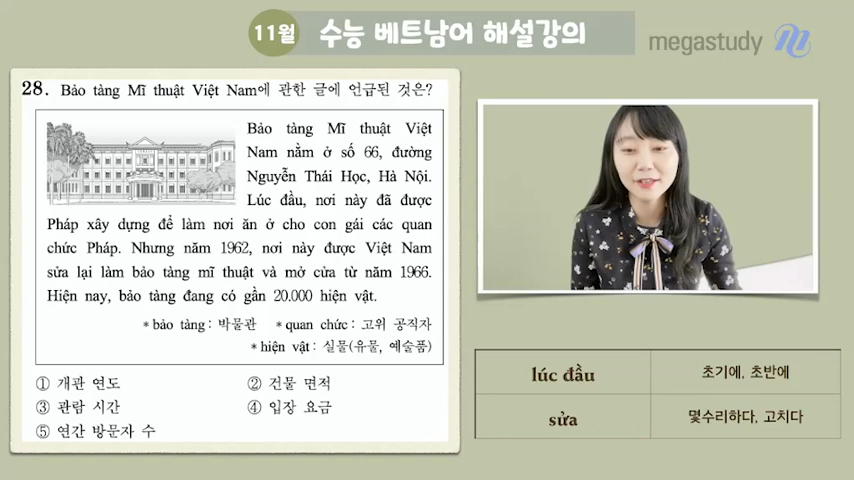 11월 수능 베트남어 해설강의
megastudy
28. Bảo tàng Mĩ thuật Việt Nam에 관한 글에 언급된 것은?
Bảo tàng Mĩ thuật Việt
Nam nằm ở số 66, đường
Nguyễn Thái Học, Hà Nội.
Lúc đầu, nơi này đã được
Pháp xây dựng để làm nơi ăn ở cho con gái các quan
chức Pháp. Nhưng năm 1962, nơi này được Việt Nam
sửa lại làm bảo tàng mĩ thuật và mở cửa từ năm 1966.
Hiện nay, bảo tàng đang có gần 20.000 hiện vật.
* bảo tàng : 박물관 * quan chức : 고위 공직자
* hiện vật : 실물(유물, 예술품)
① 개관 연도 ② 건물 면적
③ 관람 시간 ④ 입장 요금
⑤ 연간 방문자 수
lúc đầu 초기에, 초반에
sửa 몇수리하다, 고치다